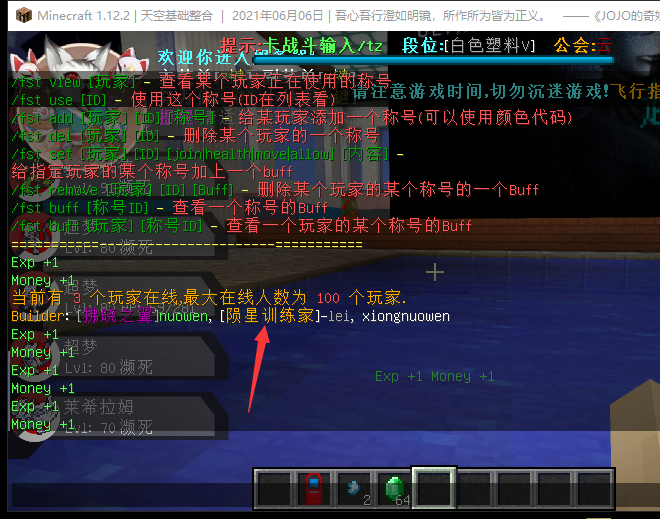 Minecraft 1.12.2 | 天空基础整合 | 2021年06月06日 | 吾心吾行澄如明镜，所作所为皆为正义。 ——《JOJO的奇妙
提示:卡战斗输入/tz 段位:[白色塑料V] 公会:云
欢迎你进入
/fst view [玩家] - 查看某个玩家正在使用的称号
请注意游戏时间,切勿沉迷游戏!飞行指
/fst use [ID] - 使用这个称号(ID在列表看)
/fst add [玩家] [ID] [称号] - 给某玩家添加一个称号(可以使用颜色代码)
/fst del [玩家] [ID] - 删除某个玩家的一个称号
/fst set [玩家] [ID] [join|health|move|allow] [内容] -
给指定玩家的某个称号加上一个buff
/fst remove [玩家] [ID] [Buff] - 删除某个玩家的某个称号的一个Buff
/fst buff [称号ID] - 查看一个称号的Buff
/fst buff [玩家] [称号ID] - 查看一个玩家的某个称号的Buff
超梦
Lvl: 80 濒死
Exp +1
Money +1
超梦
当前有 3 个玩家在线,最大在线人数为 100 个玩家.
Builder: [拂晓之翼]nuowen, [陨星训练家]-lei, xiongnuowen
Exp +1
超梦
Money +1
Lvl: 80 濒死
Exp +1
Exp +1 Money +1
Money +1
Exp +1
莱希拉姆
Money +1
Lvl: 70 濒死
2
64